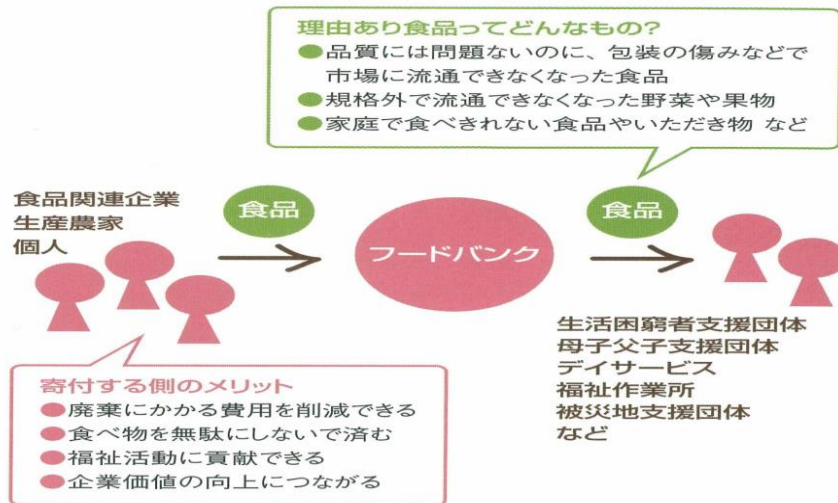 理由あり食品ってどんなもの?
●品質には問題ないのに、包装の傷みなどで
市場に流通できなくなった食品
●規格外で流通できなくなった野菜や果物
●家庭で食べきれない食品やいただき物 など
食品関連企業
生産農家
個人
食品
フードバンク
食品
生活困窮者支援団体
母子父子支援団体
デイサービス
福祉作業所
被災地支援団体
など
寄付する側のメリット
●廃棄にかかる費用を削減できる
●食べ物を無駄にしないで済む
●福祉活動に貢献できる
●企業価値の向上につながる